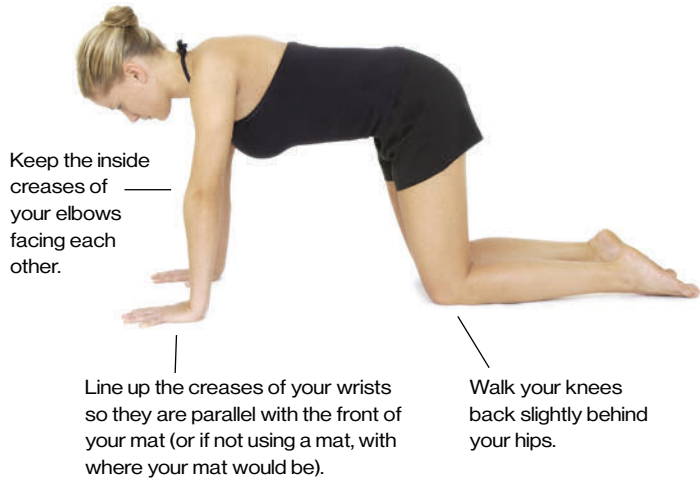 Keep the inside
creases of
your elbows
facing each
other.
Line up the creases of your wrists
so they are parallel with the front of
your mat (or if not using a mat, with
where your mat would be).
Walk your knees
back slightly behind
your hips.